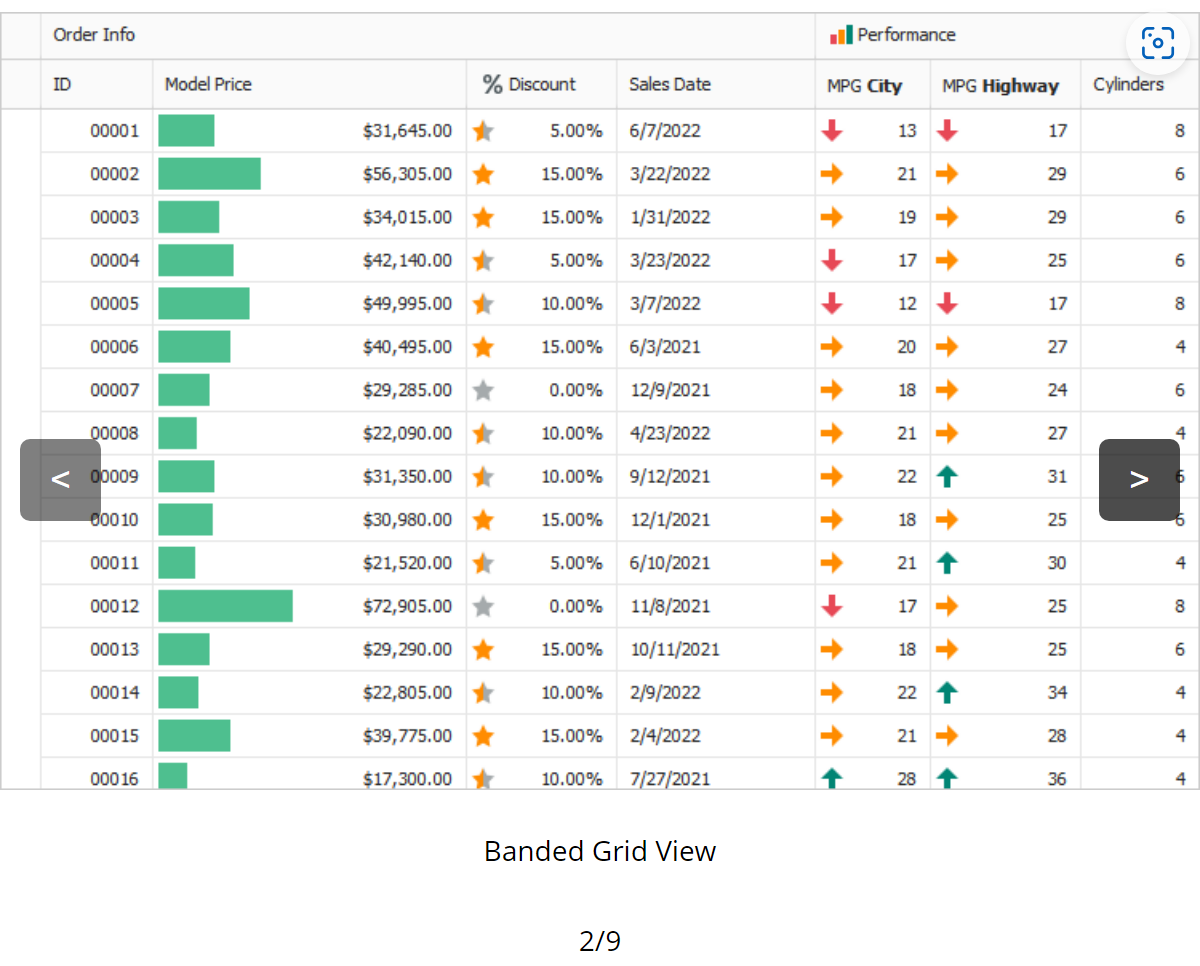 Order Info Performance
ID Model Price % Discount Sales Date MPG City MPG Highway Cylinders
00001 $31,645.00 5.00% 6/7/2022 13 17 8
00002 $56,305.00 15.00% 3/22/2022 21 29 6
00003 $34,015.00 15.00% 1/31/2022 19 29 6
00004 $42,140.00 5.00% 3/23/2022 17 25 6
00005 $49,995.00 10.00% 3/7/2022 12 17 8
00006 $40,495.00 15.00% 6/3/2021 20 27 4
00007 $29,285.00 0.00% 12/9/2021 18 24 6
00008 $22,090.00 10.00% 4/23/2022 21 27 4
00009 $31,350.00 10.00% 9/12/2021 22 31 6
00010 $30,980.00 15.00% 12/1/2021 18 25 6
< >
00011 $21,520.00 5.00% 6/10/2021 21 30 4
00012 $72,905.00 0.00% 11/8/2021 17 25 8
00013 $29,290.00 15.00% 10/11/2021 18 25 6
00014 $22,805.00 10.00% 2/9/2022 22 34 4
00015 $39,775.00 15.00% 2/4/2022 21 28 4
00016 $17,300.00 10.00% 7/27/2021 28 36 4
Banded Grid View
2/9